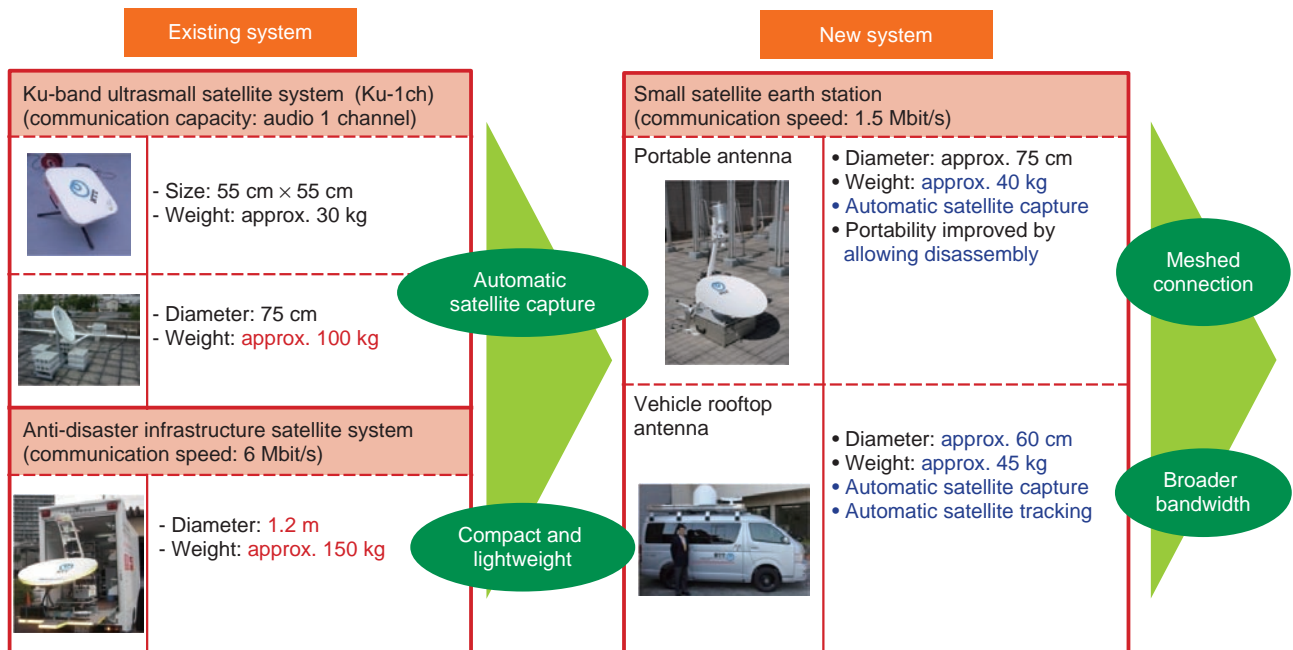 Existing system
New system
Ku-band ultrasmall satellite system (Ku-1ch)
(communication capacity: audio 1 channel)
- Size: 55 cm × 55 cm
- Weight: approx. 30 kg
- Diameter: 75 cm
- Weight: approx. 100 kg
Anti-disaster infrastructure satellite system
(communication speed: 6 Mbit/s)
- Diameter: 1.2 m
- Weight: approx. 150 kg
Automatic
satellite capture
Compact and
lightweight
Small satellite earth station
(communication speed: 1.5 Mbit/s)
Portable antenna
• Diameter: approx. 75 cm
• Weight: approx. 40 kg
• Automatic satellite capture
• Portability improved by
allowing disassembly
Vehicle rooftop
antenna
• Diameter: approx. 60 cm
• Weight: approx. 45 kg
• Automatic satellite capture
• Automatic satellite tracking
Meshed
connection
Broader
bandwidth